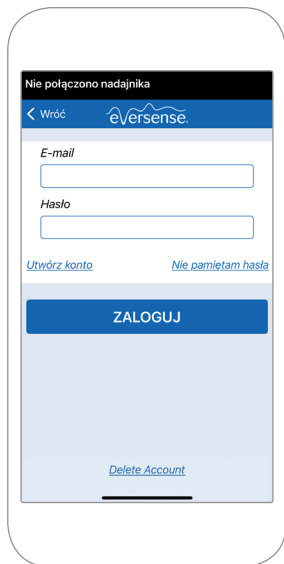 Nie połączono nadajnika
Wróć
eversense.
E-mail
Hasło
Utwórz konto Nie pamiętam hasła
ZALOGUJ
Delete Account